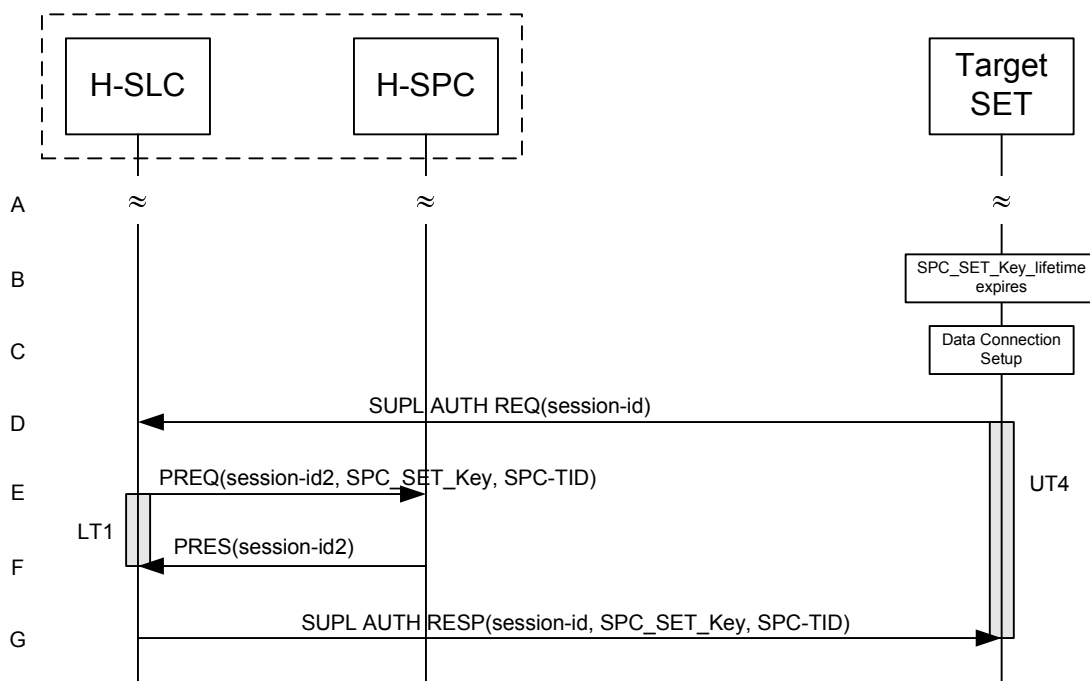 H-SLC
H-SPC
Target
SET
A
≈
≈
≈
B
SPC_SET_Key_lifetime
expires
C
Data Connection
Setup
D
SUPL AUTH REQ(session-id)
E
PREQ(session-id2, SPC_SET_Key, SPC-TID)
UT4
LT1
PRES(session-id2)
F
SUPL AUTH RESP(session-id, SPC_SET_Key, SPC-TID)
G